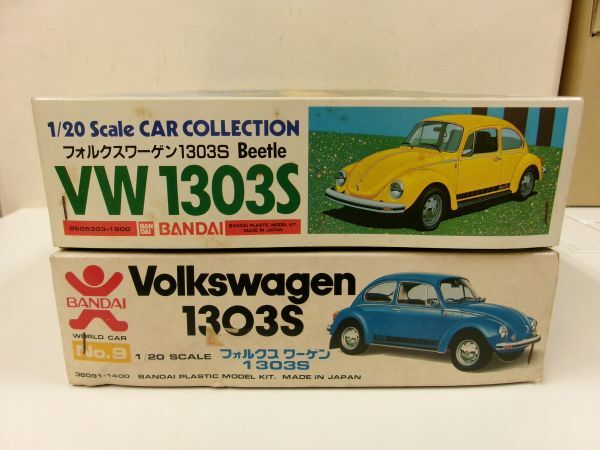 1/20 Scale CAR COLLECTION
フォルクスワーゲン1303S Beetle
VW 1303S
0505303-1800
BAN
DAI
BANDAI
BANDAI PLASTIC MODEL KIT.
MADE IN JAPAN
BANDAI
WORLD CAR
No.9
Volkswagen
1303S
1/20 SCALE
フォルクス ワーゲン
1303S
36091-1400 BANDAI PLASTIC MODEL KIT. MADE IN JAPAN